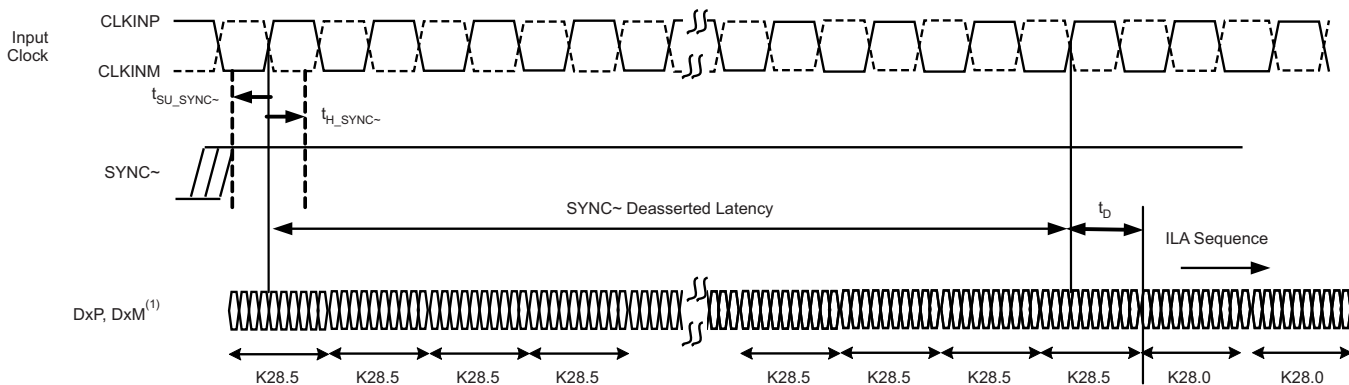 CLKINP
Input
Clock
CLKINM
tSU_SYNC~
tH_SYNC~
SYNC~
SYNC~ Deasserted Latency
tD
ILA Sequence
DxP, DxM(1)
K28.5 K28.5 K28.5 K28.5 K28.5 K28.5 K28.5 K28.5 K28.0 K28.0